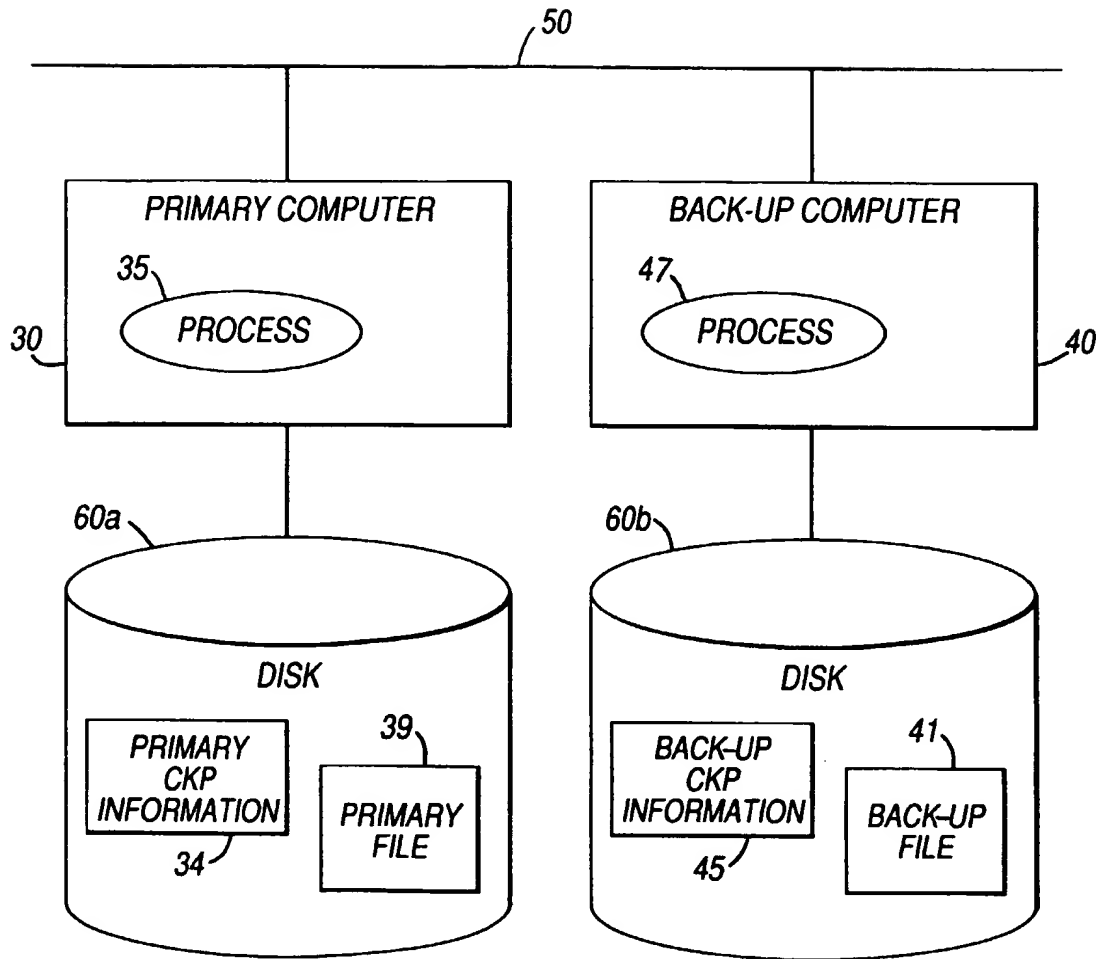 50
PRIMARY COMPUTER
35
PROCESS
30
BACK-UP COMPUTER
47
PROCESS
40
60a
DISK
PRIMARY
CKP
INFORMATION
34
39
PRIMARY
FILE
60b
DISK
BACK-UP
CKP
INFORMATION
45
41
BACK-UP
FILE